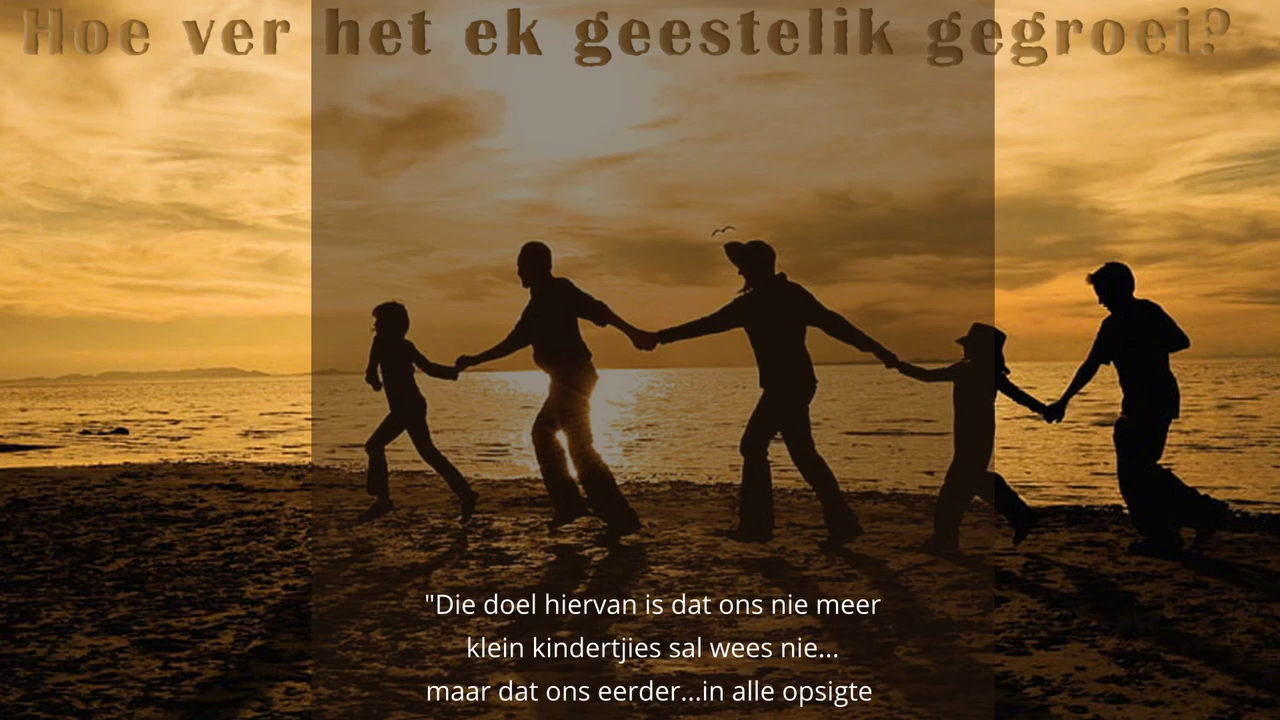 Hoe ver het ek geestelik gegroei?
"Die doel hiervan is dat ons nie meer
klein kindertjies sal wees nie...
maar dat ons eerder...in alle opsigte